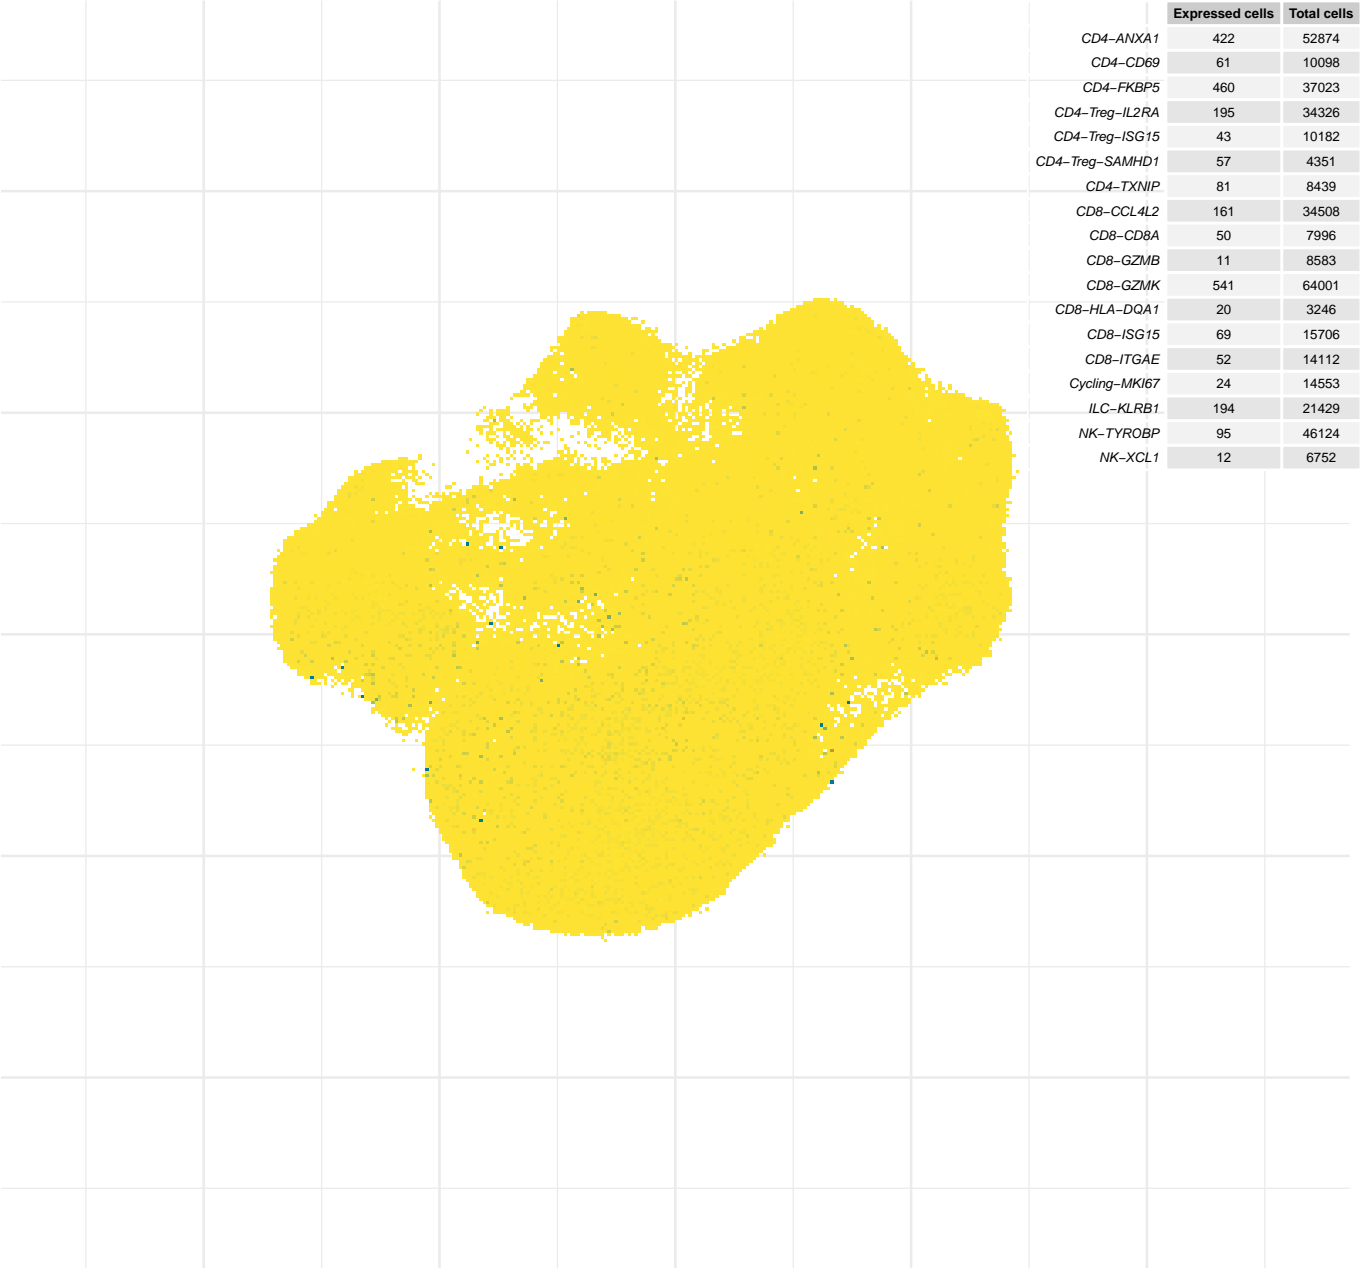 Expressed cells Total cells
CD4−ANXA1 422 52874
CD4−CD69 61 10098
CD4−FKBP5 460 37023
CD4−Treg−IL2RA 195 34326
CD4−Treg−ISG15 43 10182
CD4−Treg−SAMHD1 57 4351
CD4−TXNIP 81 8439
CD8−CCL4L2 161 34508
CD8−CD8A 50 7996
CD8−GZMB 11 8583
CD8−GZMK 541 64001
CD8−HLA−DQA1 20 3246
CD8−ISG15 69 15706
CD8−ITGAE 52 14112
Cycling−MKI67 24 14553
ILC−KLRB1 194 21429
NK−TYROBP 95 46124
NK−XCL1 12 6752